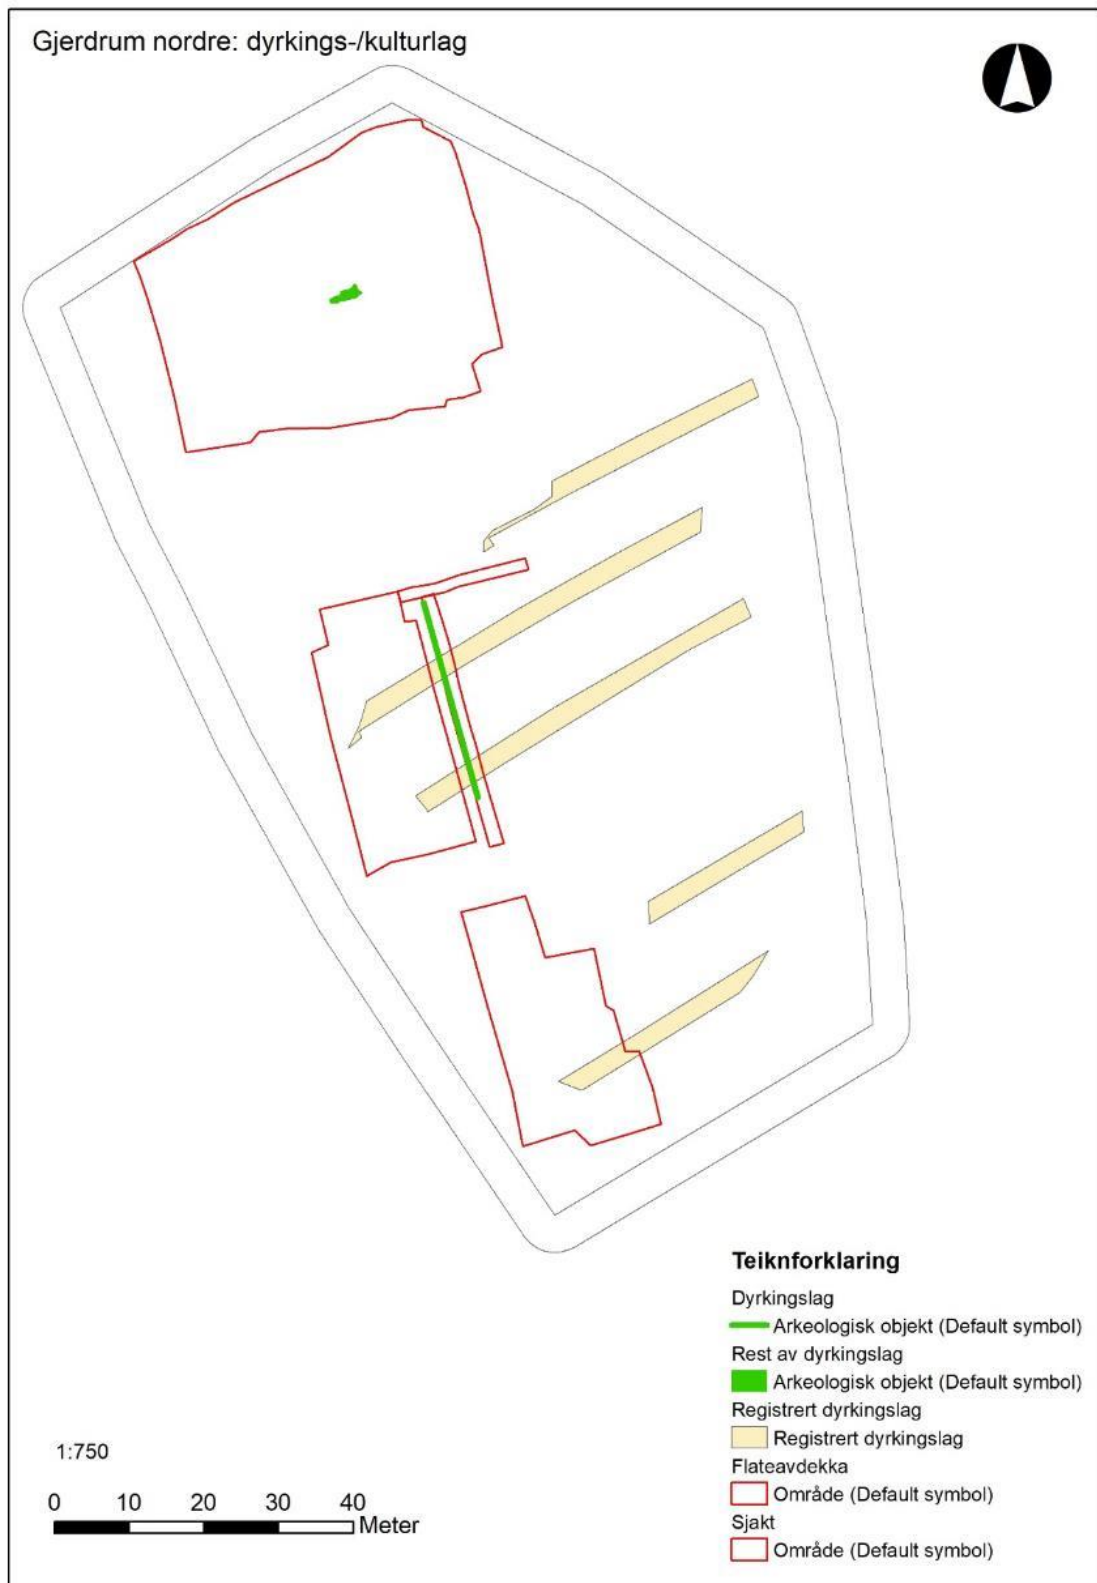 Gjerdrum nordre: dyrkings-/kulturlag
Teiknforklaring
Dyrkingslag
Arkeologisk objekt (Default symbol)
Rest av dyrkingslag
Arkeologisk objekt (Default symbol)
Registrert dyrkingslag
Registrert dyrkingslag
Flateavdekka
Område (Default symbol)
Sjakt
Område (Default symbol)
1:750
0 10 20 30 40
Meter